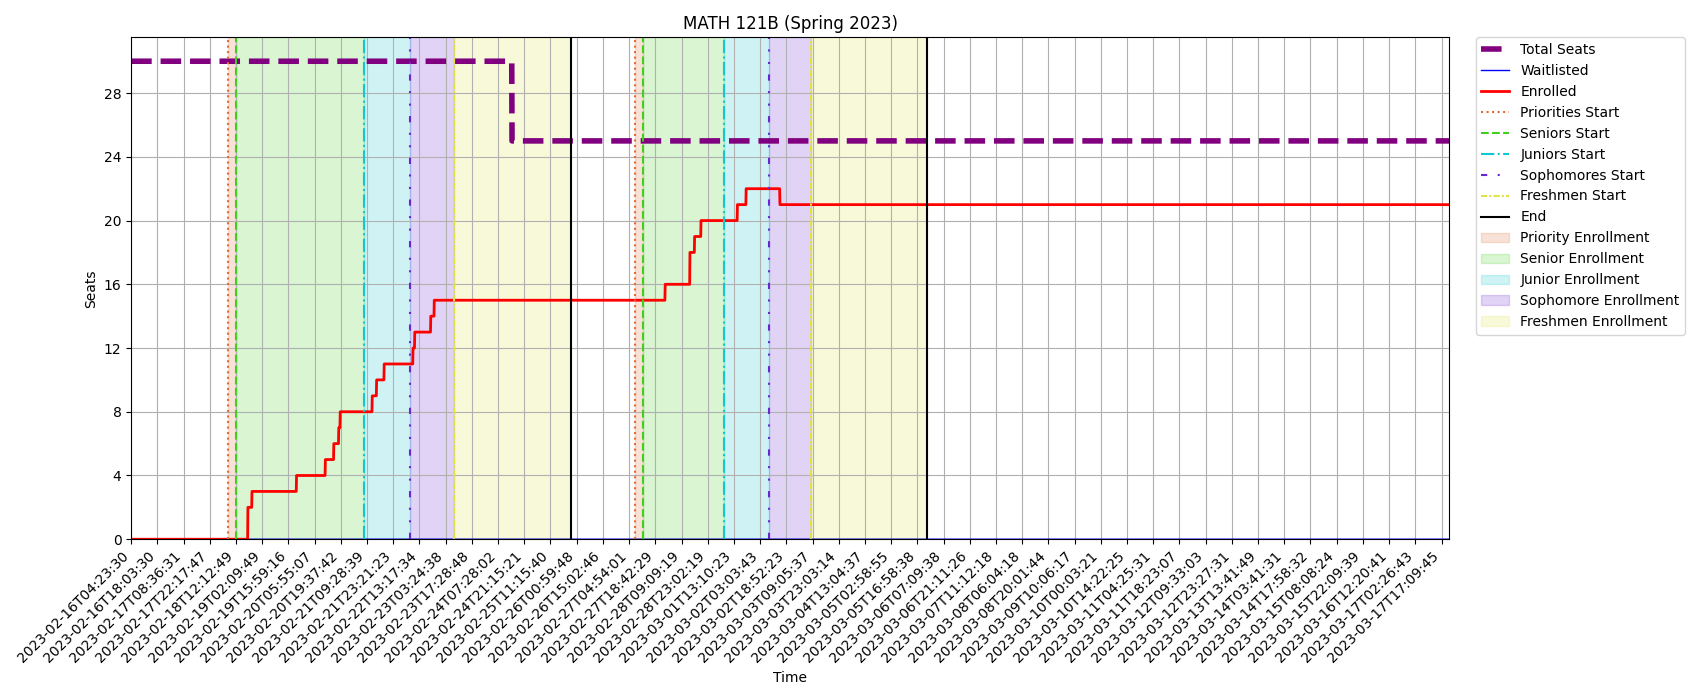 MATH 121B (Spring 2023)
Total Seats
Waitlisted
Enrolled
Priorities Start
Seniors Start
Juniors Start
Sophomores Start
Freshmen Start
End
Priority Enrollment
Senior Enrollment
Junior Enrollment
Sophomore Enrollment
Freshmen Enrollment
Seats
28
24
20
16
12
8
4
0
2023-02-16T04:23:30
2023-02-16T18:03:30
2023-02-17T08:36:31
2023-02-17T22:17:47
2023-02-18T12:12:49
2023-02-19T02:09:49
2023-02-19T15:59:16
2023-02-20T05:55:07
2023-02-20T19:37:42
2023-02-21T09:28:39
2023-02-21T23:21:23
2023-02-22T13:17:34
2023-02-23T03:24:38
2023-02-23T17:28:48
2023-02-24T07:28:02
2023-02-24T21:15:21
2023-02-25T11:15:40
2023-02-26T00:59:48
2023-02-26T15:02:46
2023-02-27T04:54:01
2023-02-27T18:42:29
2023-02-28T09:09:19
2023-02-28T23:02:19
2023-03-01T13:10:23
2023-03-02T03:03:43
2023-03-02T18:52:23
2023-03-03T09:05:37
2023-03-03T23:03:14
2023-03-04T13:04:37
2023-03-05T02:58:55
2023-03-05T16:58:38
2023-03-06T07:09:38
2023-03-06T21:11:26
2023-03-07T11:12:18
2023-03-08T06:04:18
2023-03-08T20:01:44
2023-03-09T10:06:17
2023-03-10T00:03:21
2023-03-10T14:22:25
2023-03-11T04:25:31
2023-03-11T18:23:07
2023-03-12T09:33:03
2023-03-12T23:27:31
2023-03-13T13:41:49
2023-03-14T03:41:31
2023-03-14T17:58:32
2023-03-15T08:08:24
2023-03-15T22:09:39
2023-03-16T12:20:41
2023-03-17T02:26:43
2023-03-17T17:09:45
Time